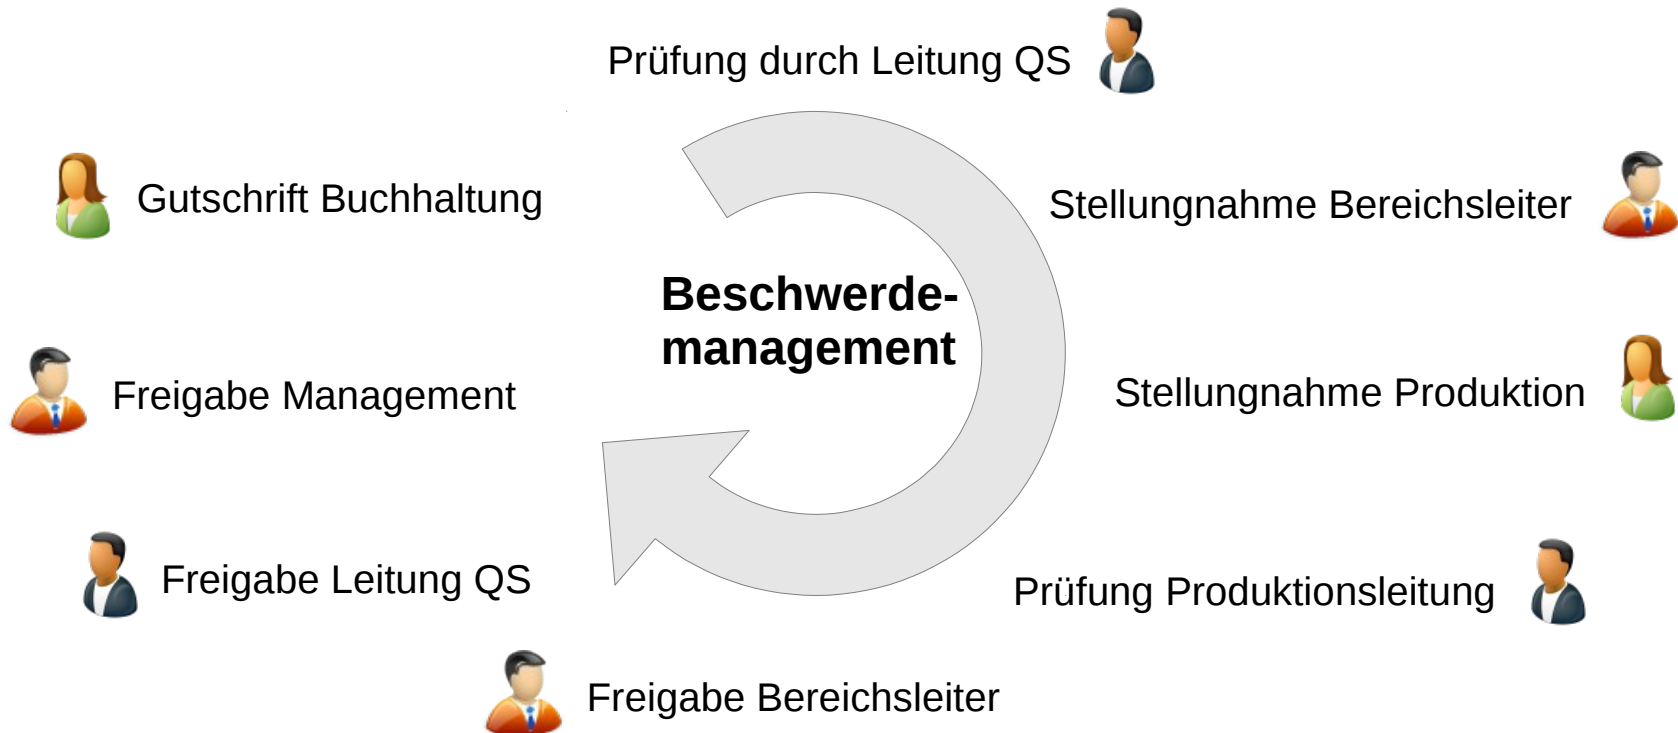 Prüfung durch Leitung QS
Gutschrift Buchhaltung
Stellungnahme Bereichsleiter
Beschwerde-
management
Freigabe Management
Stellungnahme Produktion
Freigabe Leitung QS
Prüfung Produktionsleitung
Freigabe Bereichsleiter